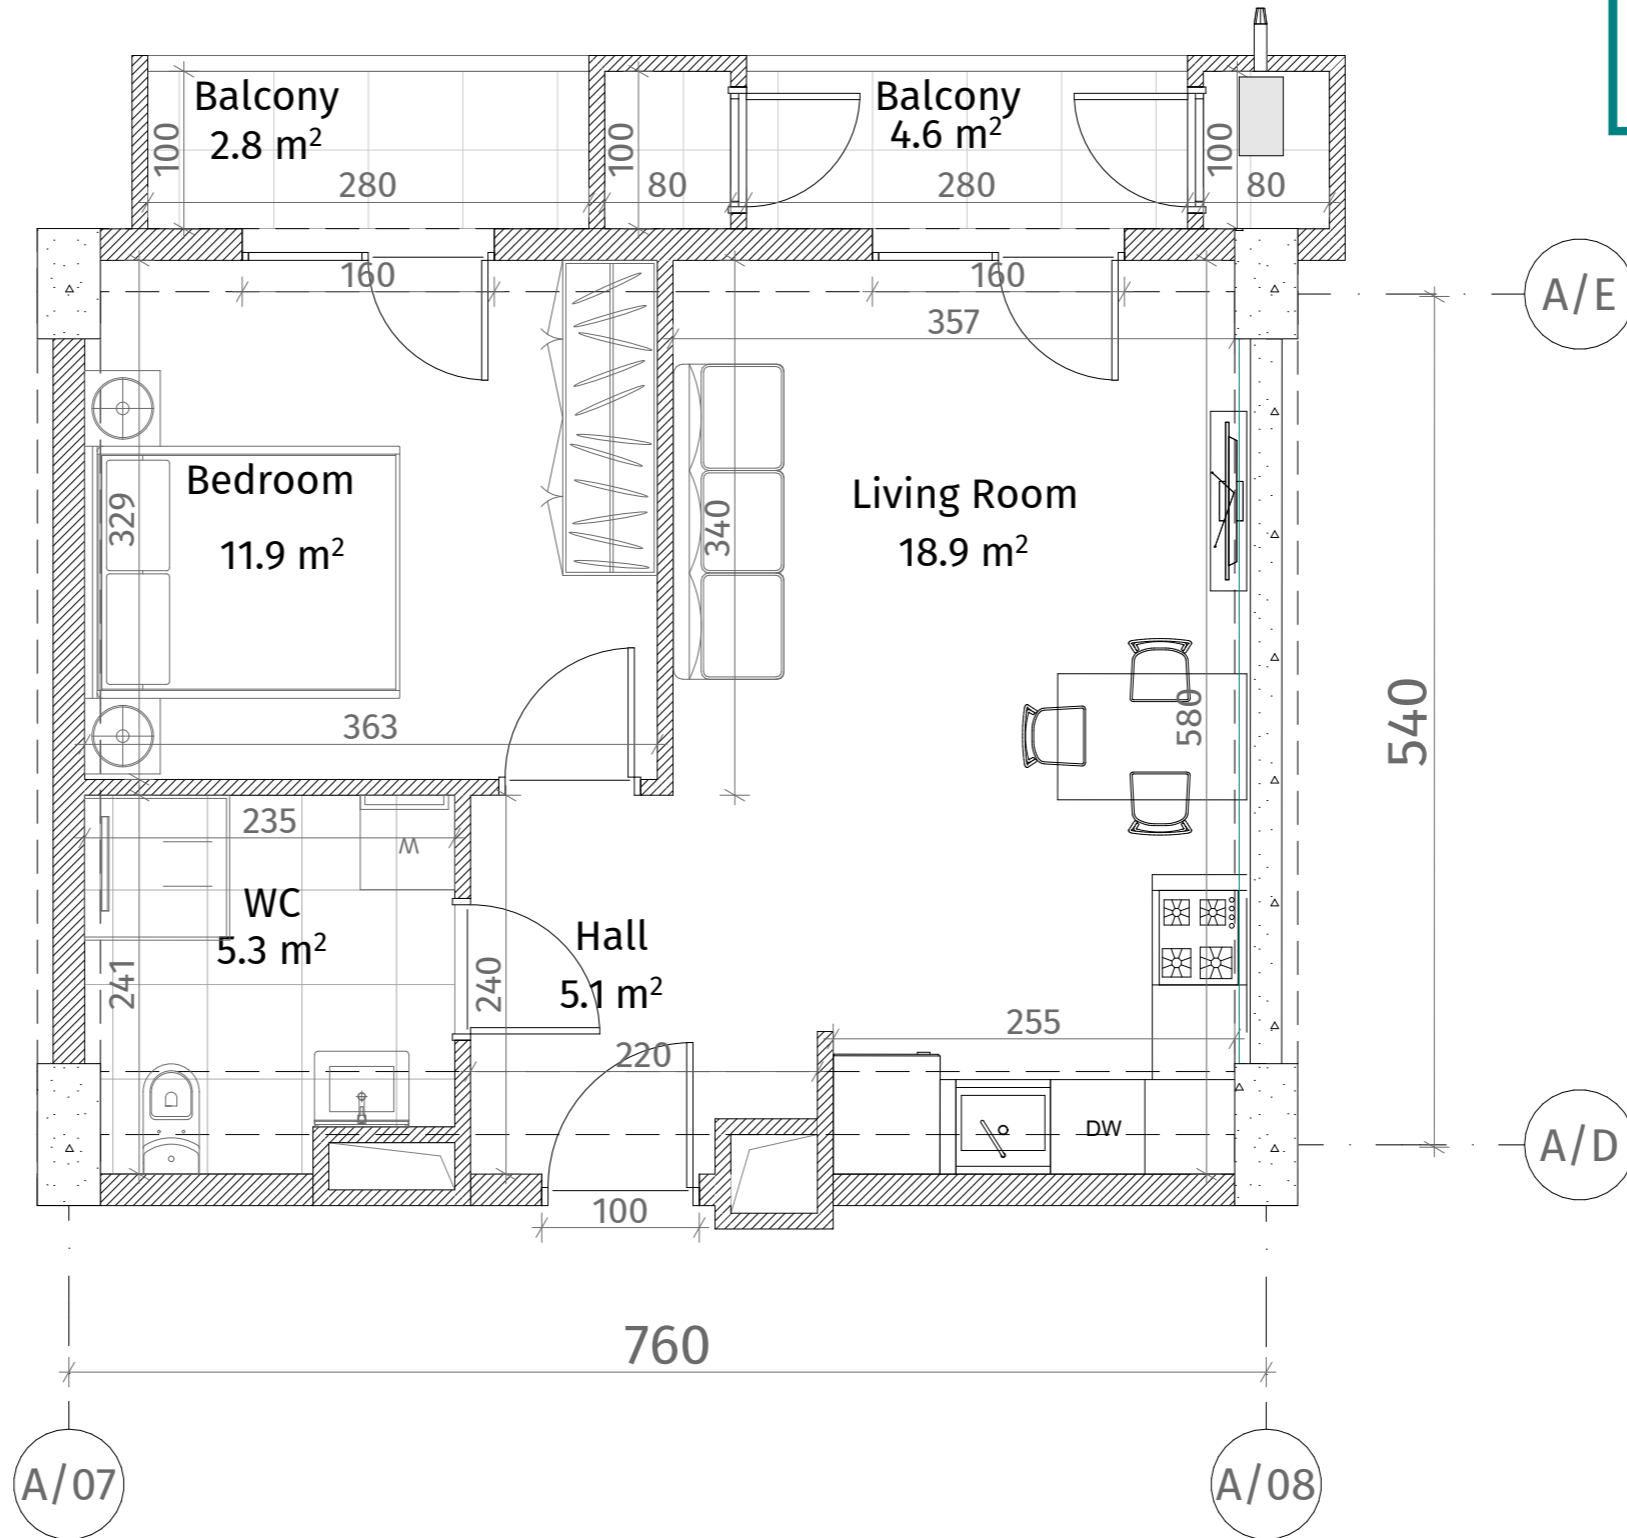 Balcony
2.8 m²
100
280
100
80
Balcony
4.6 m²
280
100
80
160
160
357
A/E
Bedroom
11.9 m²
329
363
340
Living Room
18.9 m²
580
540
235
W
WC
5.3 m²
241
240
Hall
5.1 m²
220
255
DW
A/D
100
760
A/07
A/08